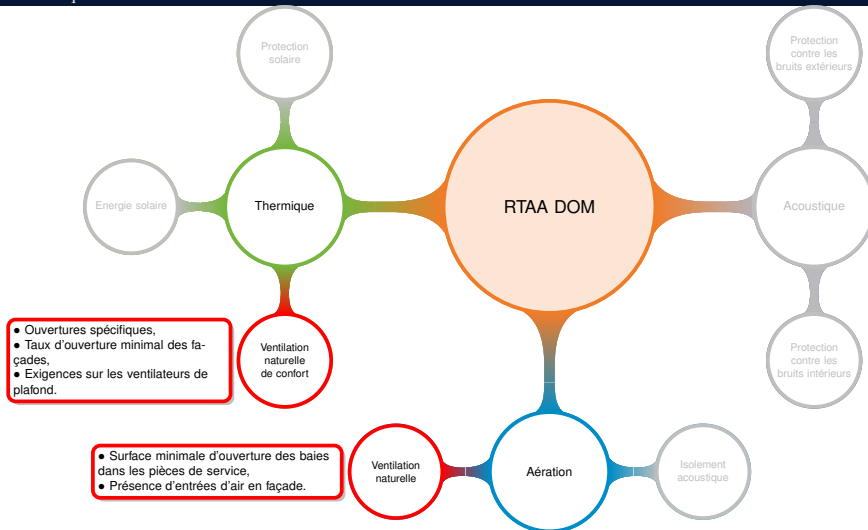 Protection
solaire
Protection
contre les
bruits extérieurs
Energie solaire
Thermique
RTAA DOM
Acoustique
● Ouvertures spécifiques,
● Taux d'ouverture minimal des fa-
çades,
● Exigences sur les ventilateurs de
plafond.
Ventilation
naturelle
de confort
Protection
contre les
bruits intérieurs
● Surface minimale d'ouverture des baies
dans les pièces de service,
● Présence d'entrées d'air en façade.
Ventilation
naturelle
Aération
Isolement
acoustique